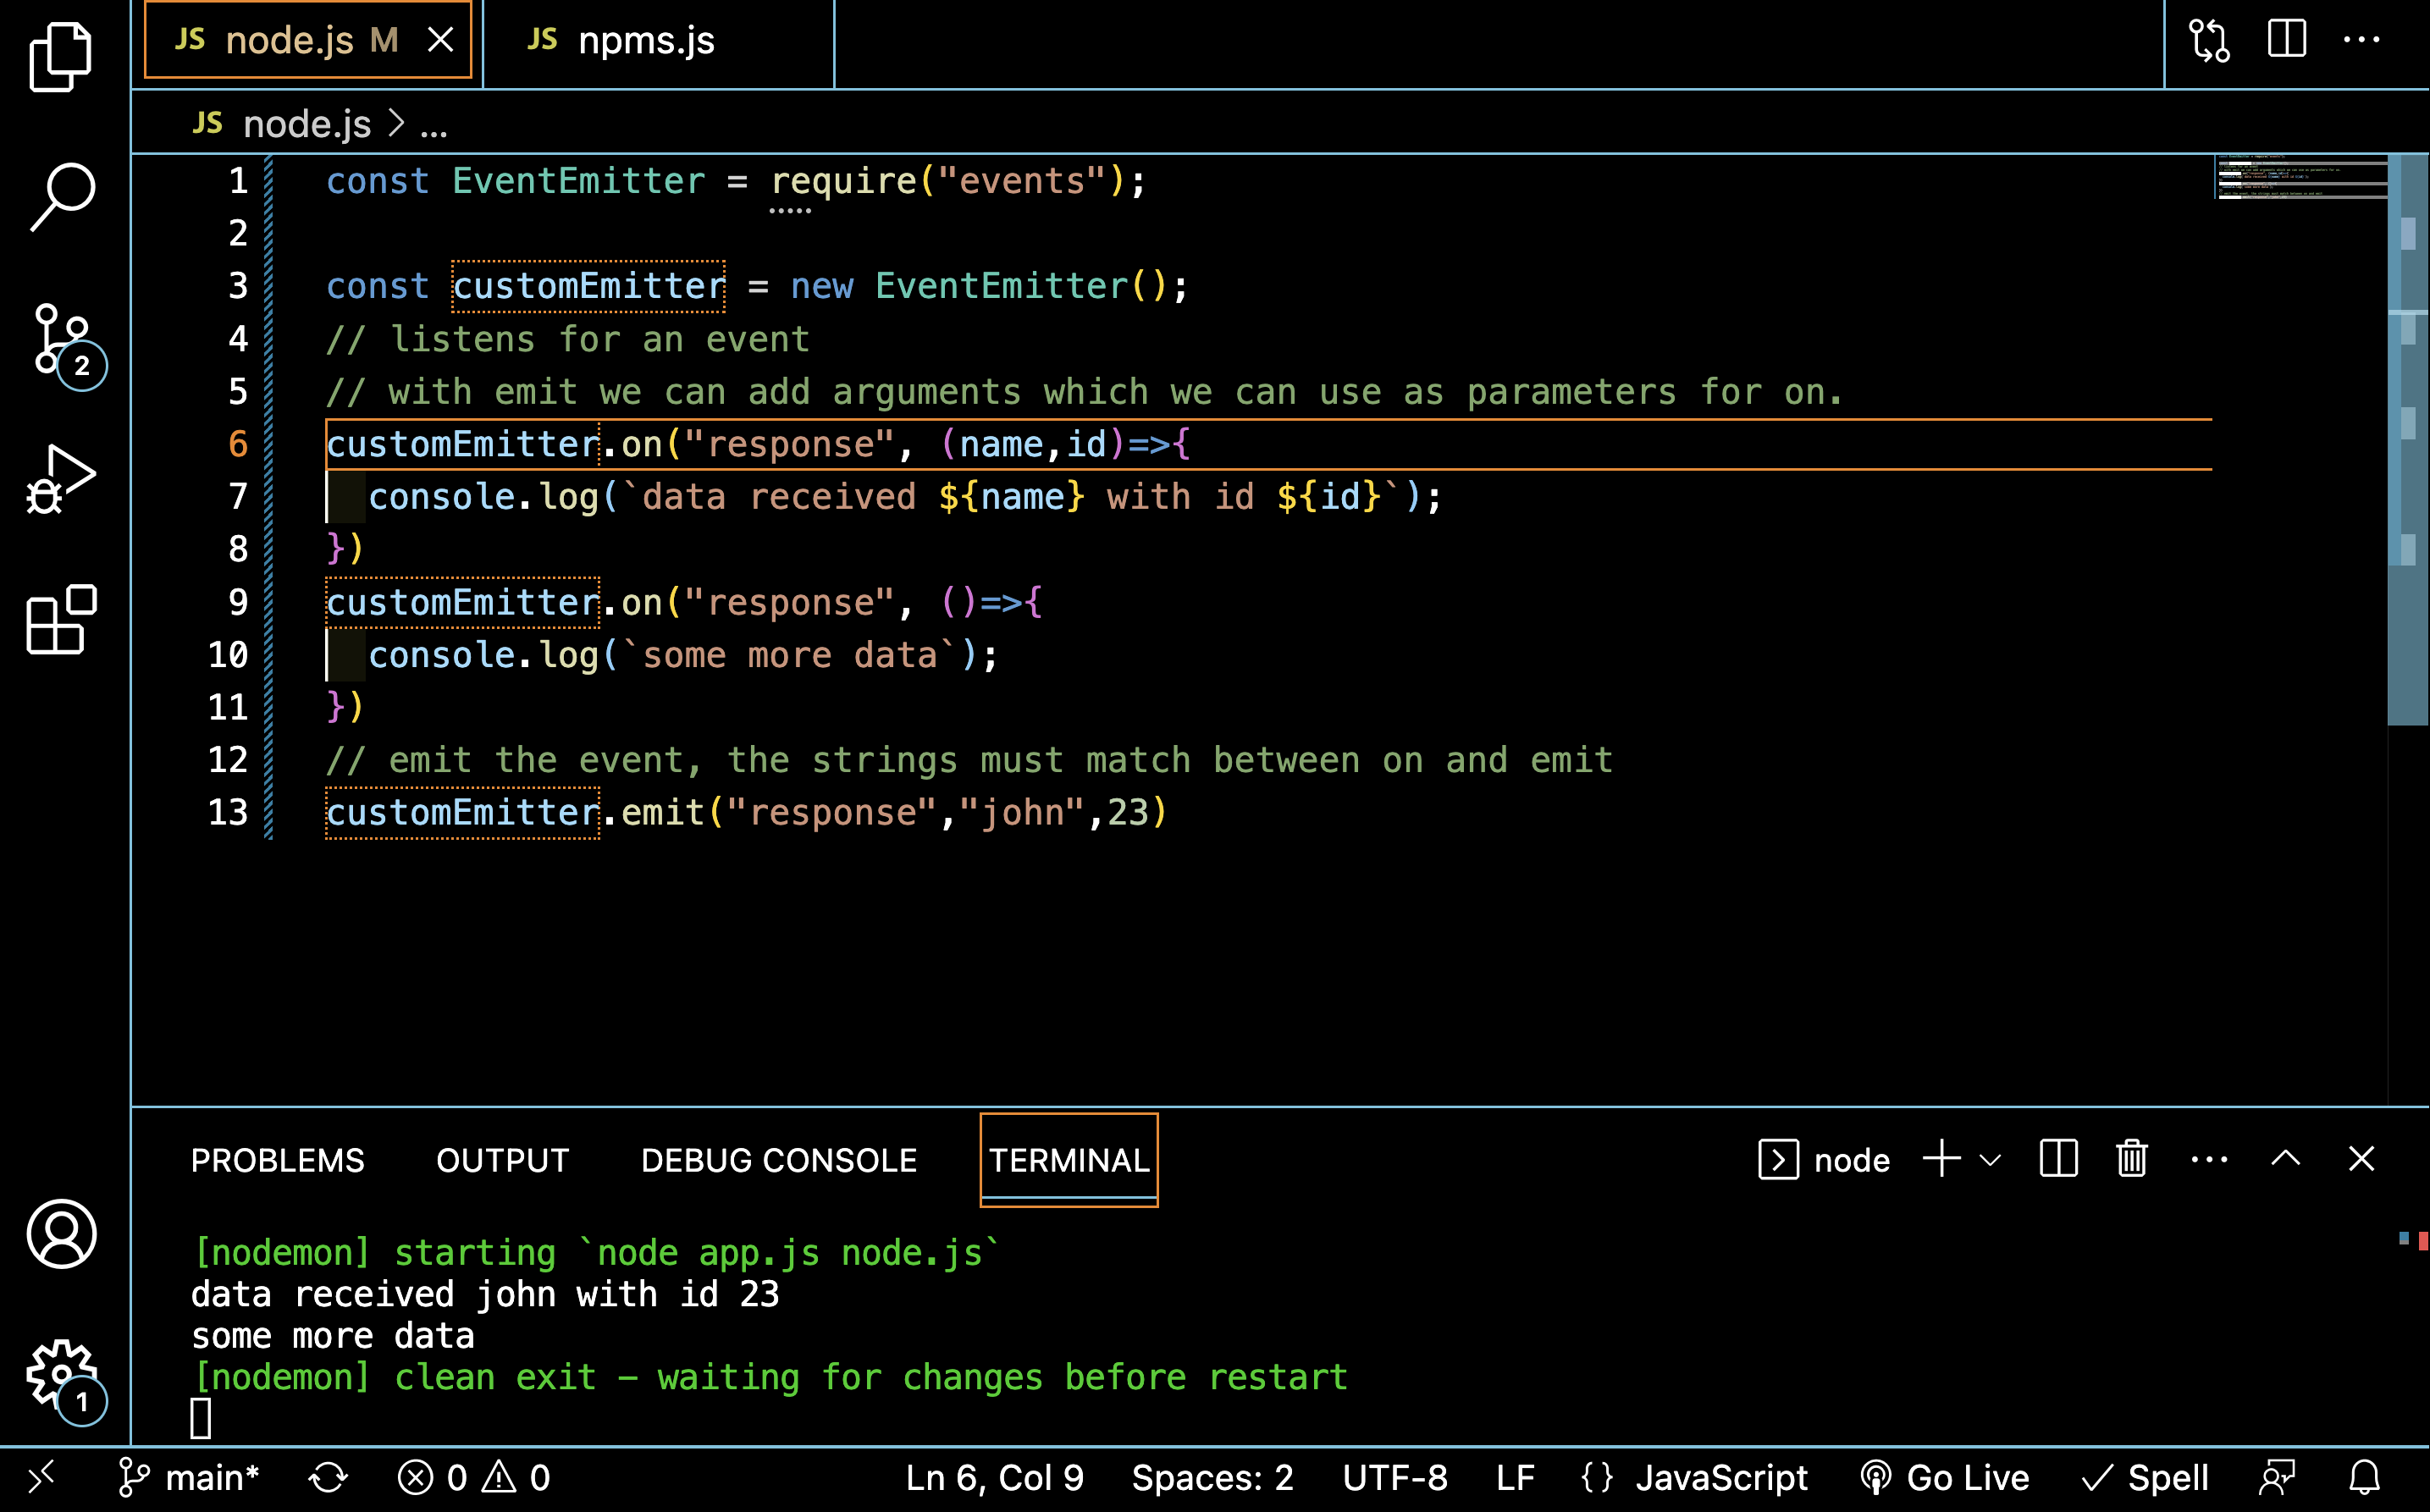 JS node.js M JS npms.js
JS node.js > ...
1 const EventEmitter = require("events");
2
3 const customEmitter = new EventEmitter();
4 // listens for an event
5 // with emit we can add arguments which we can use as parameters for on.
6 customEmitter.on("response", (name,id)=>{
7   console.log(`data received ${name} with id ${id}`);
8 })
9 customEmitter.on("response", ()=>{
10   console.log(`some more data`);
11 })
12 // emit the event, the strings must match between on and emit
13 customEmitter.emit("response","john",23)
2
PROBLEMS OUTPUT DEBUG CONSOLE TERMINAL node
[nodemon] starting `node app.js node.js`
data received john with id 23
some more data
[nodemon] clean exit - waiting for changes before restart
1
main* 0 0 Ln 6, Col 9 Spaces: 2 UTF-8 LF {} JavaScript Go Live Spell